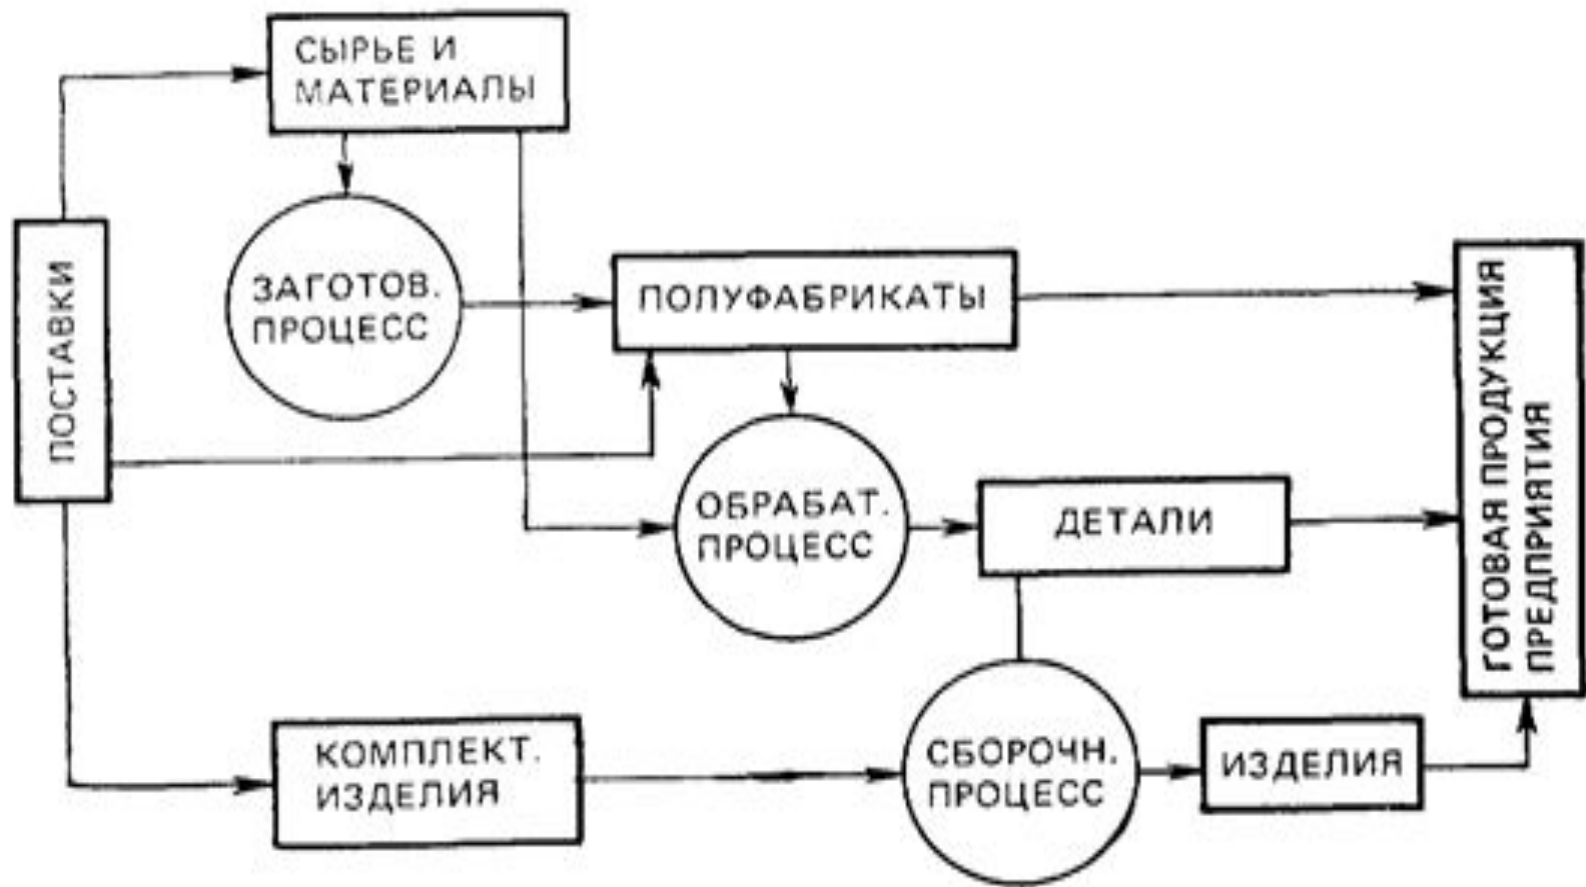 СЫРЬЕ И
МАТЕРИАЛЫ
ПОСТАВКИ
ЗАГОТОВ.
ПРОЦЕСС
ПОЛУФАБРИКАТЫ
ОБРАБАТ.
ПРОЦЕСС
ДЕТАЛИ
ГОТОВАЯ ПРОДУКЦИЯ
ПРЕДПРИЯТИЯ
КОМПЛЕКТ.
ИЗДЕЛИЯ
СБОРОЧН.
ПРОЦЕСС
ИЗДЕЛИЯ